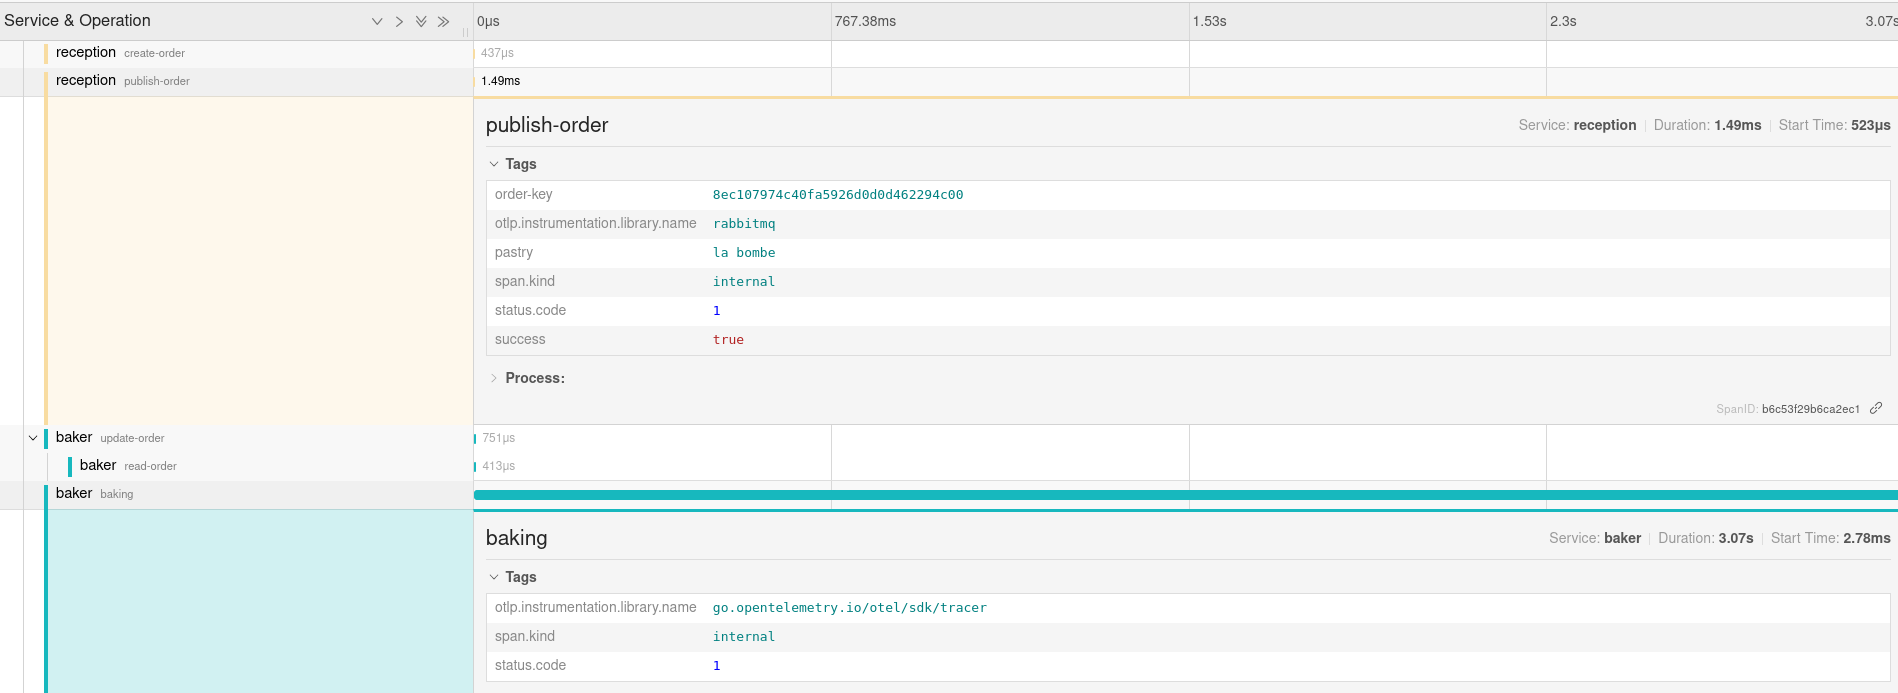 Service & Operation 0μs 767.38ms 1.53s 2.3s 3.07s
reception create-order 437μs
reception publish-order 1.49ms
publish-order Service: reception Duration: 1.49ms Start Time: 523μs
Tags
order-key 8ec107974c40fa5926d0d0d462294c00
otlp.instrumentation.library.name rabbitmq
pastry la bombe
span.kind internal
status.code 1
success true
Process:
SpanID: b6c53f29b6ca2ec1
baker update-order 751μs
baker read-order 413μs
baker baking
baking Service: baker Duration: 3.07s Start Time: 2.78ms
Tags
otlp.instrumentation.library.name go.opentelemetry.io/otel/sdk/tracer
span.kind internal
status.code 1